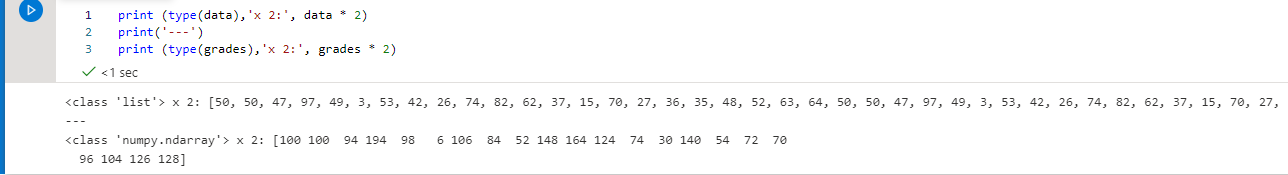 1 print (type(data),'x 2:', data * 2)
2 print('---')
3 print (type(grades),'x 2:', grades * 2)
<1 sec
<class 'list'> x 2: [50, 50, 47, 97, 49, 3, 53, 42, 26, 74, 82, 62, 37, 15, 70, 27, 36, 35, 48, 52, 63, 64, 50, 50, 47, 97, 49, 3, 53, 42, 26, 74, 82, 62, 37, 15, 70, 27,
---
<class 'numpy.ndarray'> x 2: [100 100  94 194  98   6 106  84  52 148 164 124  74  30 140  54  72  70
  96 104 126 128]